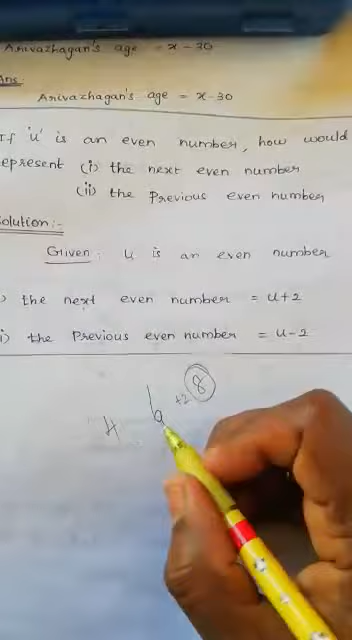 Arivazhagan's age = x - 30
Ans:
Arivazhagan's age = x - 30
If 'u' is an even number, how would
epresent (i) the next even number
(ii) the Previous even number
Solution:-
Given: u is an even number
) the next even number = u+2
i) the Previous even number = u-2
4 6 +2 8